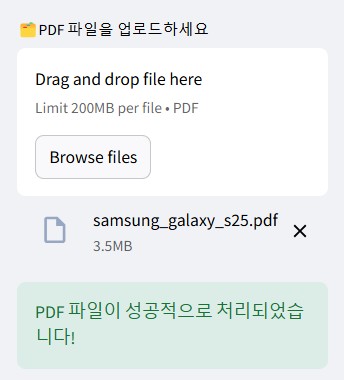 🗂️PDF 파일을 업로드하세요
Drag and drop file here
Limit 200MB per file • PDF
Browse files
samsung_galaxy_s25.pdf
3.5MB
PDF 파일이 성공적으로 처리되었습
니다!